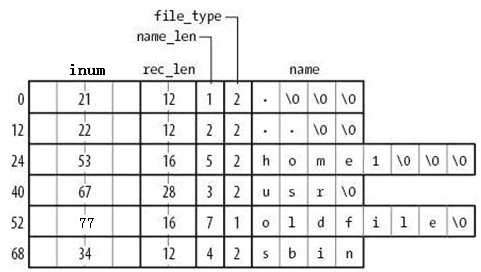 file_type
name_len
inum rec_len name
0 21 12 1 2 . \0 \0 \0
12 22 12 2 2 . . \0 \0
24 53 16 5 2 h o m e 1 \0 \0 \0
40 67 28 3 2 u s r \0
52 77 16 7 1 o l d f i l e \0
68 34 12 4 2 s b i n